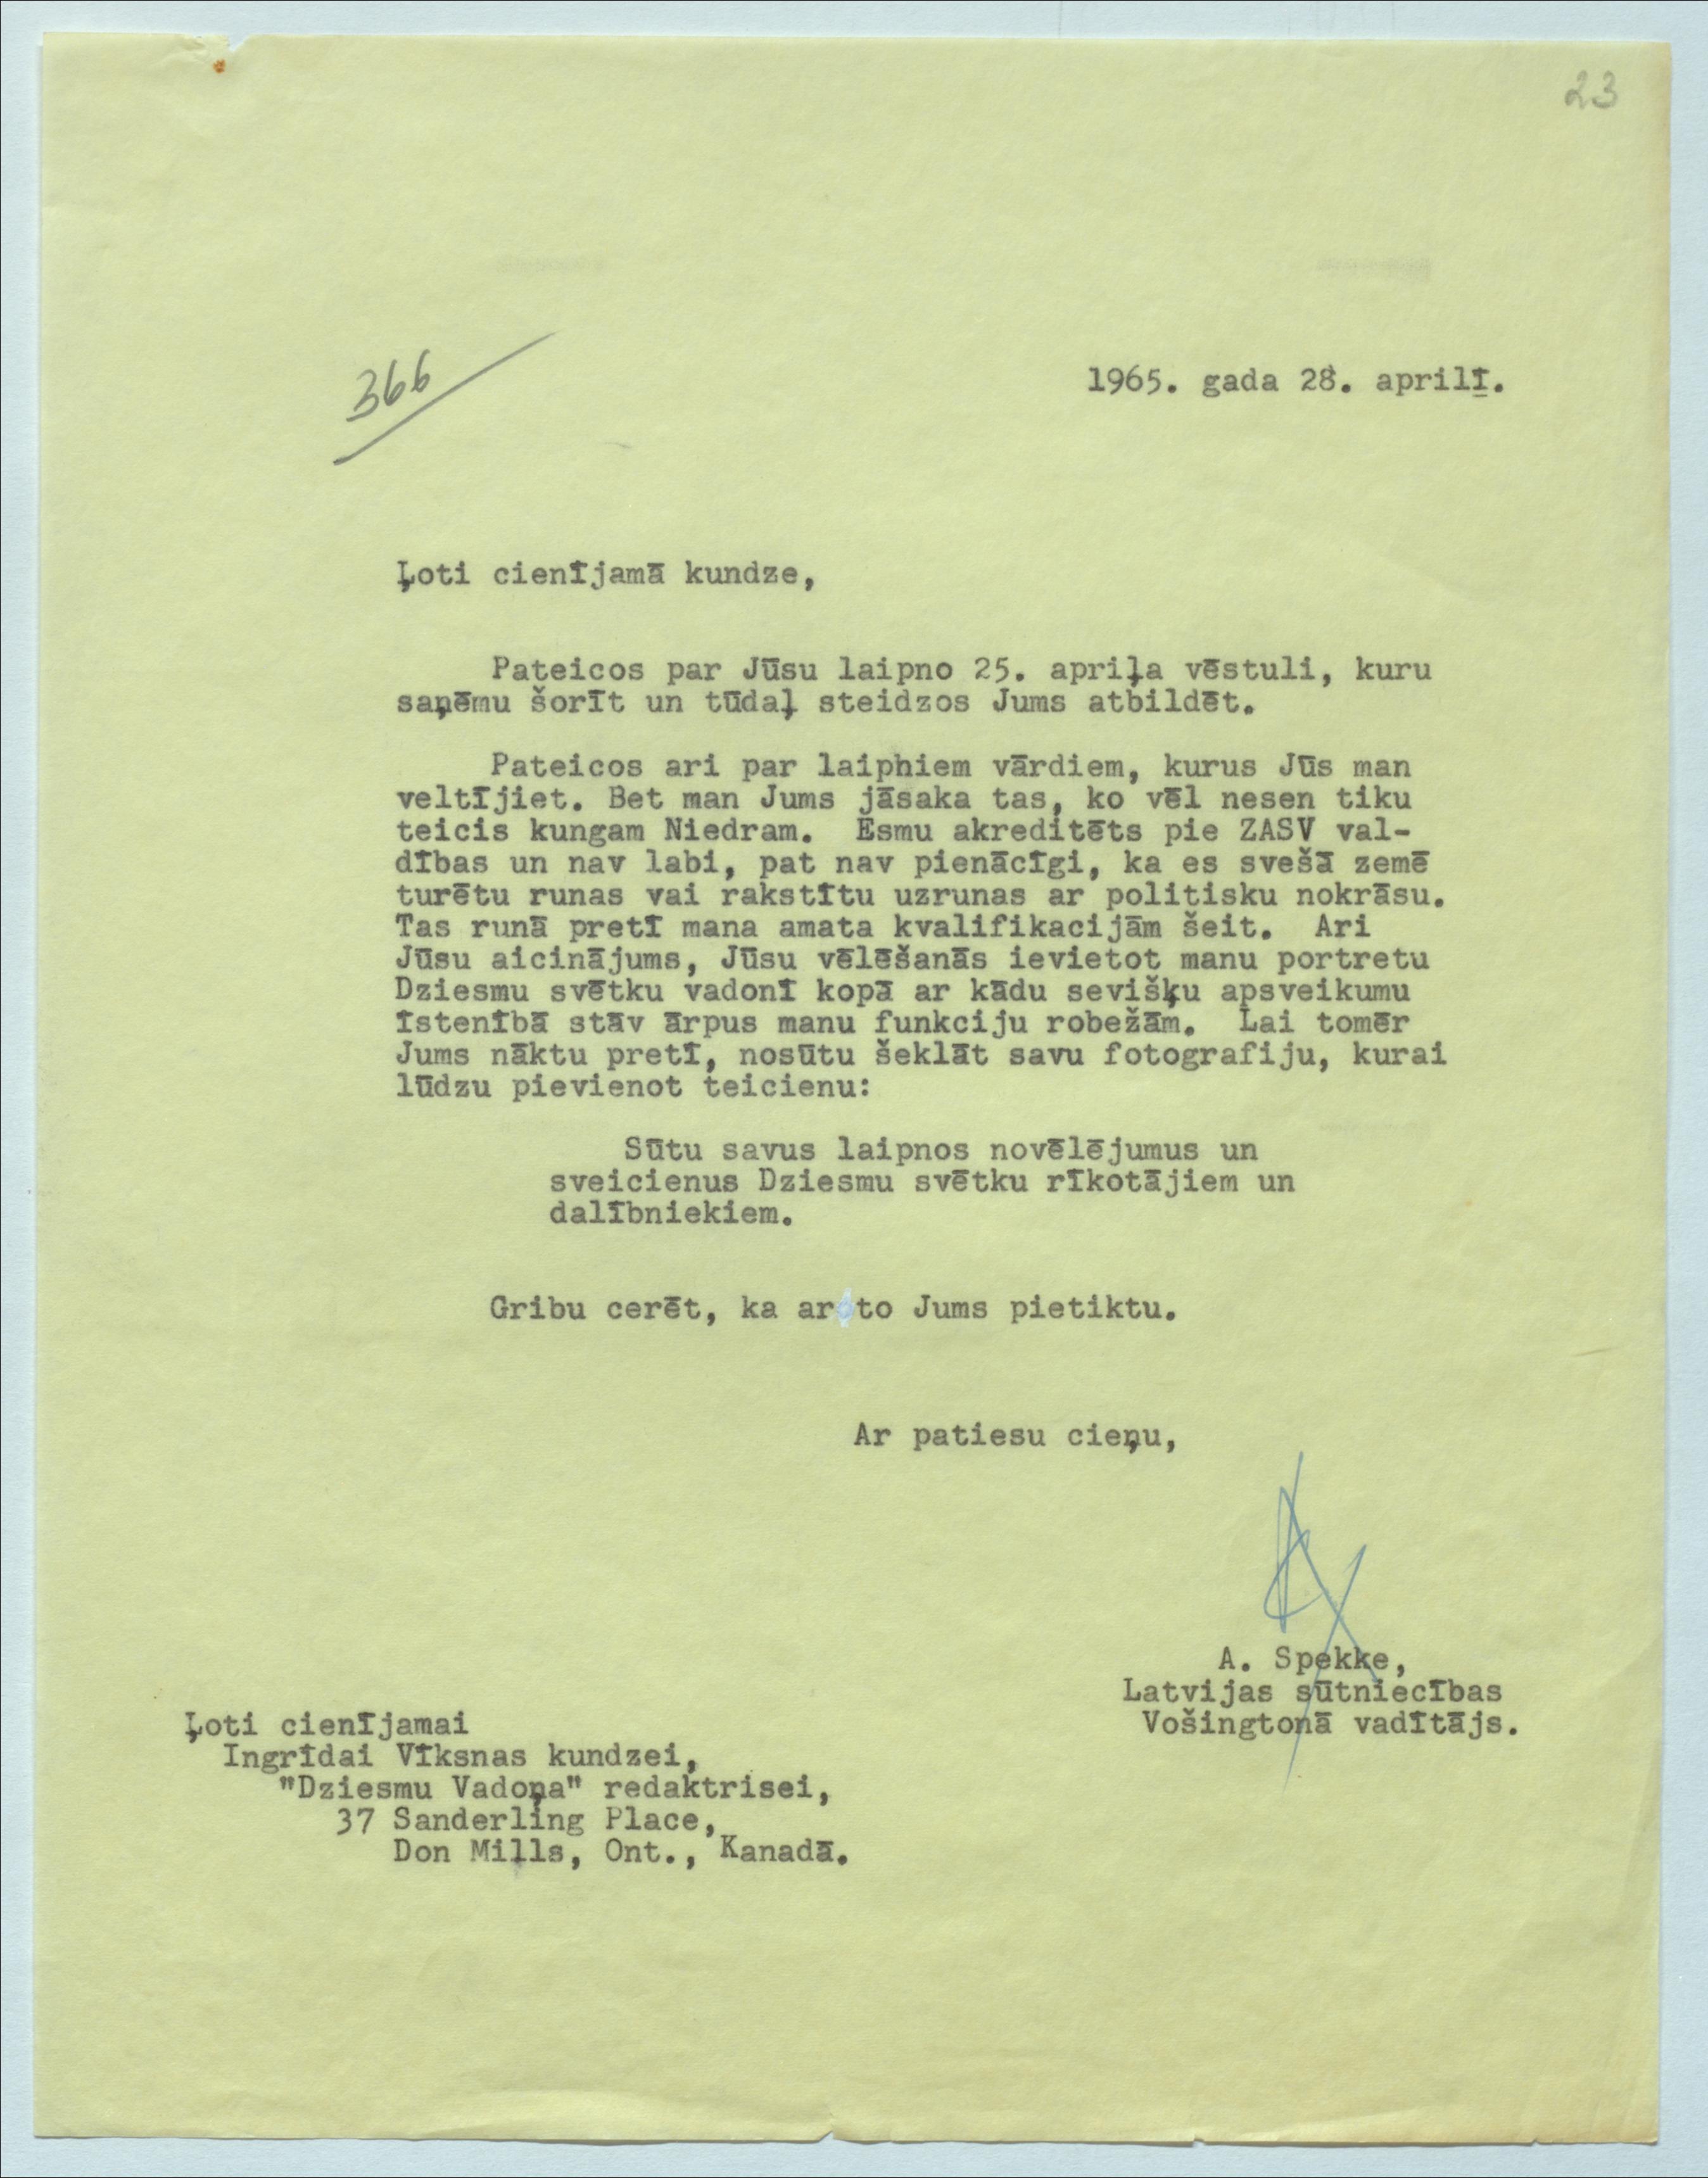 23
366
1965. gada 28. aprilī.
Ļoti cienījamā kundze,
Pateicos par Jūsu laipno 25. apriļa vēstuli, kuru
saņēmu šorīt un tūdaļ steidzos Jums atbildēt.
Pateicos ari par laiphiem vārdiem, kurus Jūs man
veltījiet. Bet man Jums jāsaka tas, ko vēl nesen tiku
teicis kungam Niedram. Esmu akreditēts pie ZASV val-
dības un nav labi, pat nav pienācīgi, ka es svešā zemē
turētu runas vai rakstītu uzrunas ar politisku nokrāsu.
Tas runā pretī mana amata kvalifikacijām šeit. Ari
Jūsu aicinājums, Jūsu vēlēšanās ievietot manu portretu
Dziesmu svētku vadonī kopā ar kādu sevišķu apsveikumu
īstenībā stāv ārpus manu funkciju robežām. Lai tomēr
Jums nāktu pretī, nosūtu šeklāt savu fotografiju, kurai
lūdzu pievienot teicienu:
Sūtu savus laipnos novēlējumus un
sveicienus Dziesmu svētku rīkotājiem un
dalībniekiem.
Gribu cerēt, ka ar to Jums pietiktu.
Ar patiesu cieņu,
A. Spekke,
Latvijas sūtniecības
Vošingtonā vadītājs.
Ļoti cienījamai
Ingrīdai Vīksnas kundzei,
"Dziesmu Vadoņa" redaktrisei,
37 Sanderling Place,
Don Mills, Ont., Kanadā.